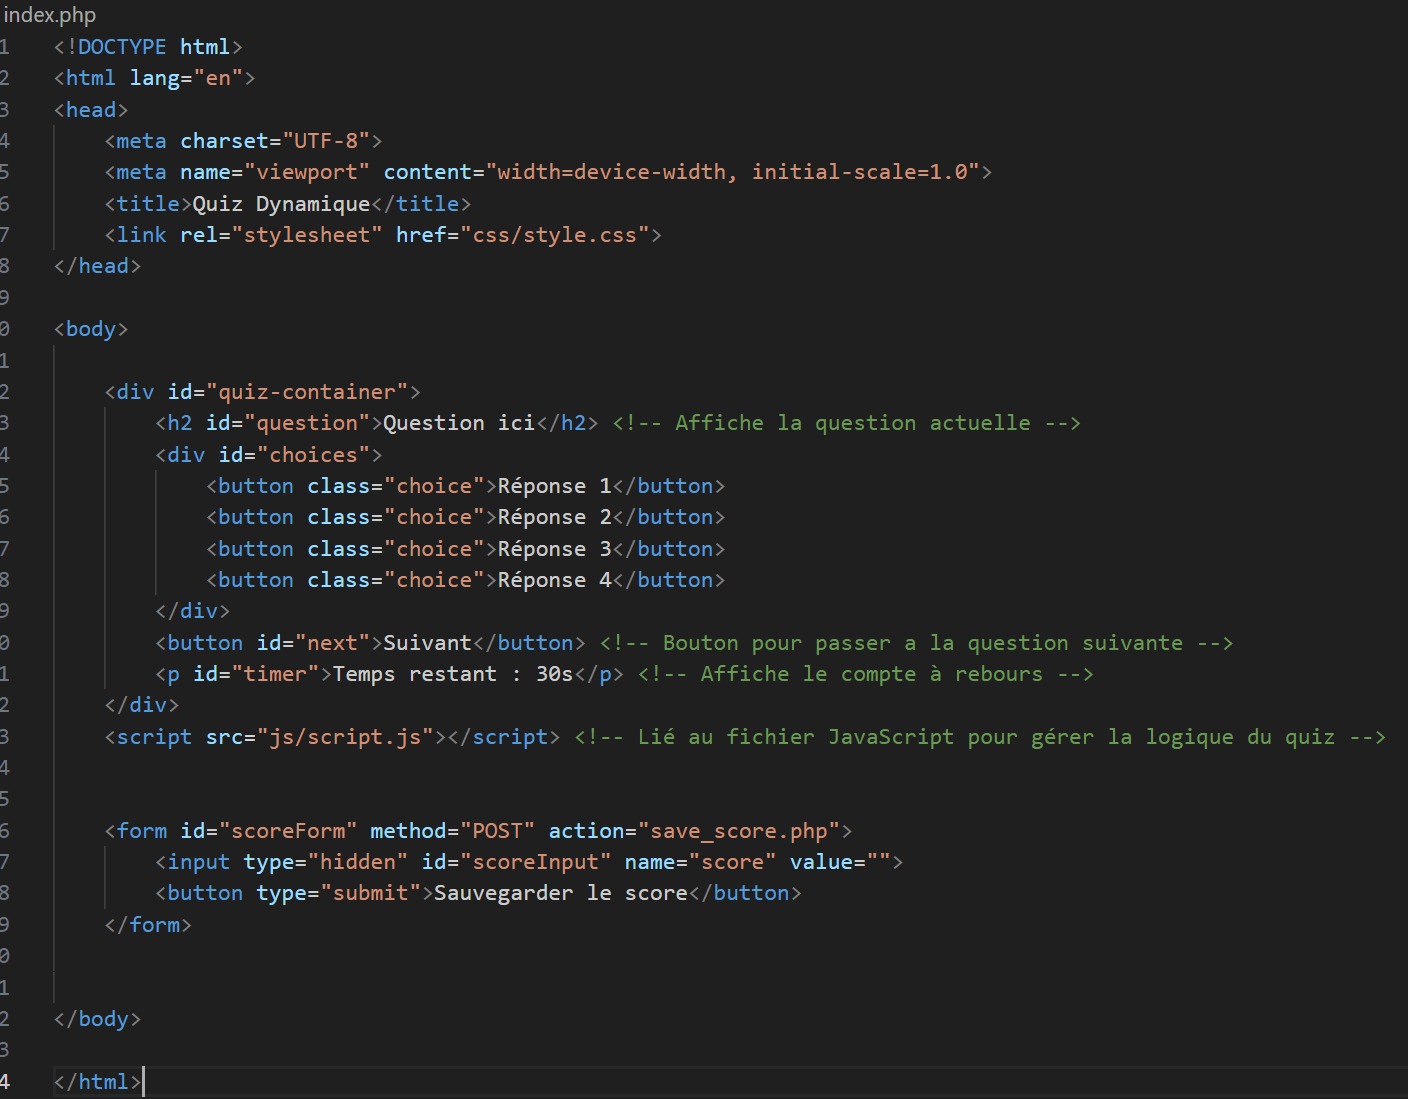 index.php
1 <!DOCTYPE html>
2 <html lang="en">
3 <head>
4     <meta charset="UTF-8">
5     <meta name="viewport" content="width=device-width, initial-scale=1.0">
6     <title>Quiz Dynamique</title>
7     <link rel="stylesheet" href="css/style.css">
8 </head>
9
0 <body>
1
2     <div id="quiz-container">
3         <h2 id="question">Question ici</h2> <!-- Affiche la question actuelle -->
4         <div id="choices">
5             <button class="choice">Réponse 1</button>
6             <button class="choice">Réponse 2</button>
7             <button class="choice">Réponse 3</button>
8             <button class="choice">Réponse 4</button>
9         </div>
0         <button id="next">Suivant</button> <!-- Bouton pour passer a la question suivante -->
1         <p id="timer">Temps restant : 30s</p> <!-- Affiche le compte à rebours -->
2     </div>
3     <script src="js/script.js"></script> <!-- Lié au fichier JavaScript pour gérer la logique du quiz -->
4
5
6     <form id="scoreForm" method="POST" action="save_score.php">
7         <input type="hidden" id="scoreInput" name="score" value="">
8         <button type="submit">Sauvegarder le score</button>
9     </form>
0
1
2 </body>
3
4 </html>